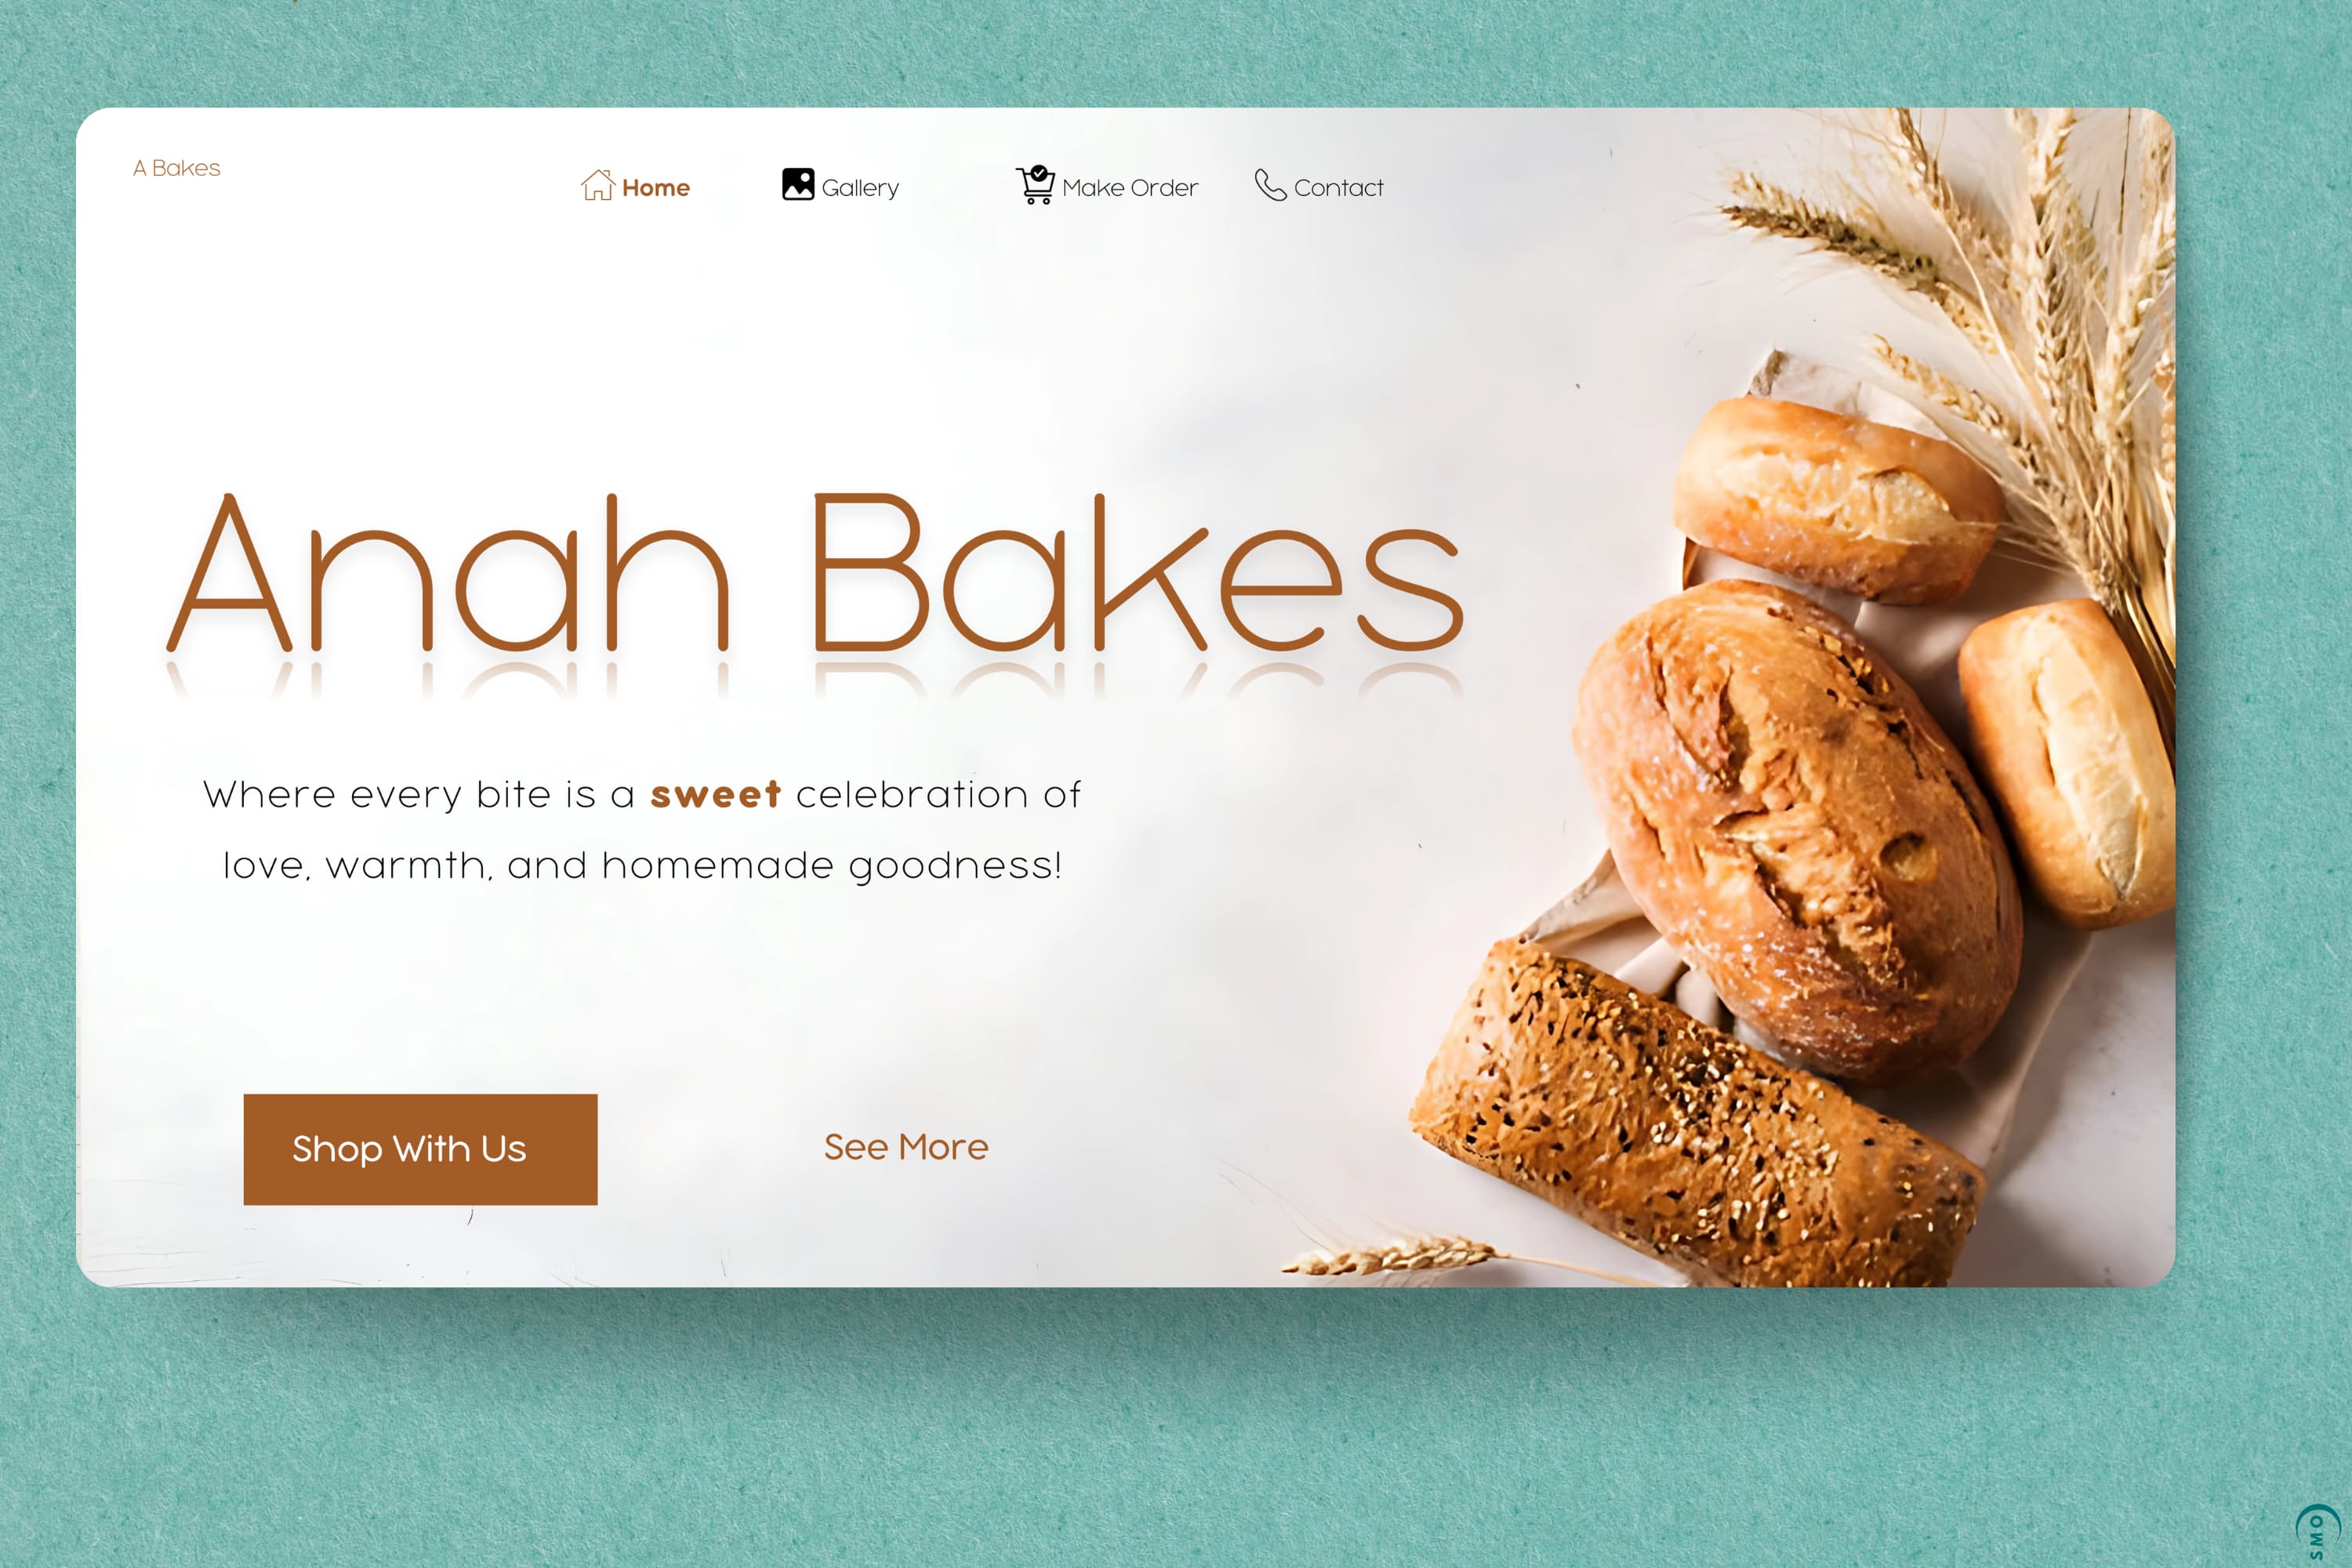 A Bakes
Home
Gallery
Make Order
Contact
Anah Bakes
Where every bite is a sweet celebration of
love, warmth, and homemade goodness!
Shop With Us
See More
SMO